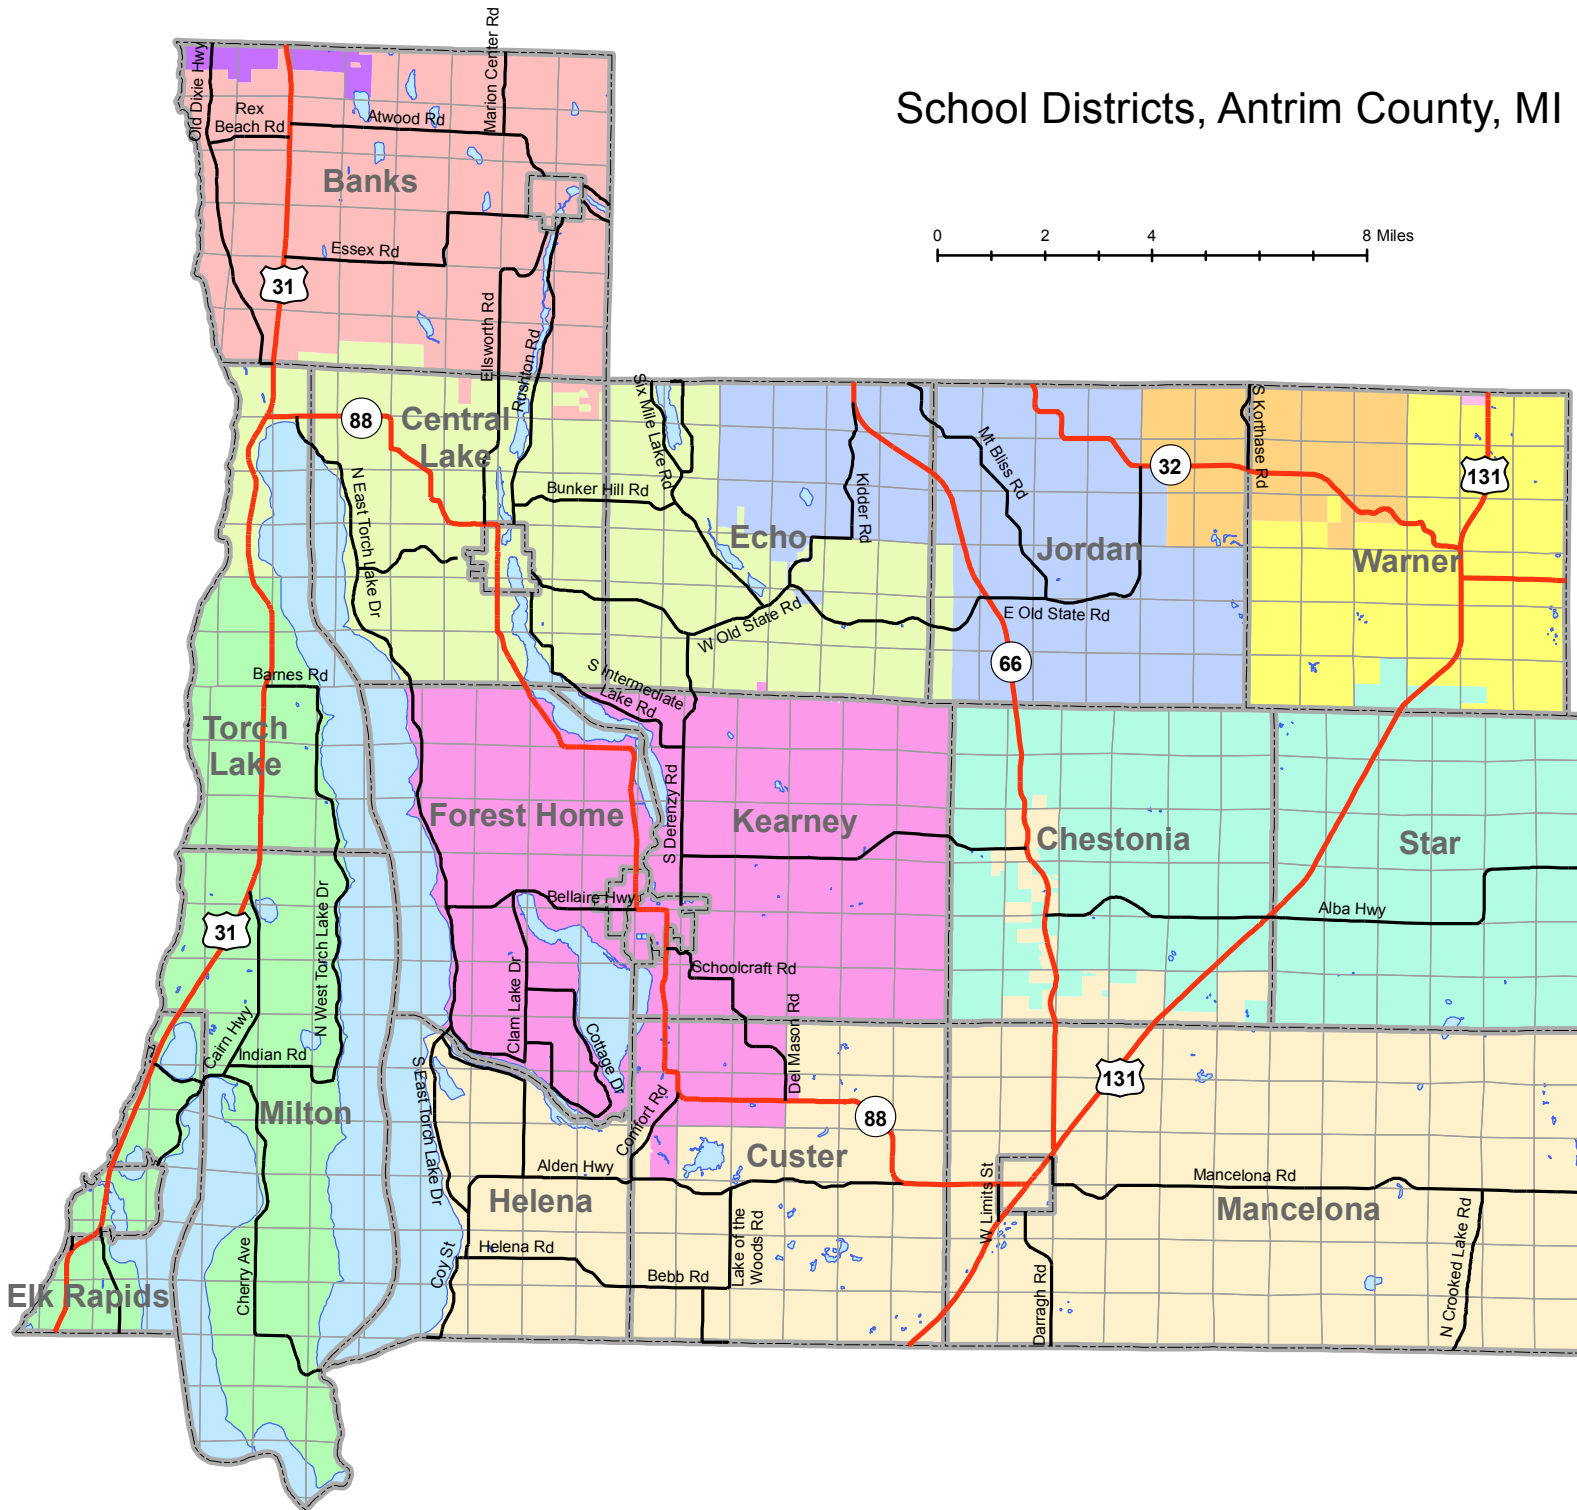 School Districts, Antrim County, MI
0 2 4 8 Miles
Old Dixie Hwy
Rex
Beach Rd
Atwood Rd
Marion Center Rd
Banks
Essex Rd
31
Ellsworth Rd
Rushton Rd
88
Central
Lake
Six Mile Lake Rd
N East Torch Lake Dr
Bunker Hill Rd
Echo
Kidder Rd
Mt Bliss Rd
32
S Korthase Rd
131
Jordan
Warner
W Old State Rd
E Old State Rd
66
Barnes Rd
S Intermediate
Lake Rd
Torch
Lake
Forest Home
S Derenzy Rd
Kearney
Chestonia
Star
Bellaire Hwy
Alba Hwy
31
N West Torch Lake Dr
Clam Lake Dr
Schoolcraft Rd
Cairn Hwy
Indian Rd
Cottage Dr
Del Mason Rd
Milton
S East Torch Lake Dr
Comfort Rd
88
131
Alden Hwy
Custer
W Limits St
Mancelona Rd
Helena
Mancelona
Helena Rd
Lake of the
Woods Rd
Bebb Rd
Coy St
Cherry Ave
Elk Rapids
Darragh Rd
N Crooked Lake Rd